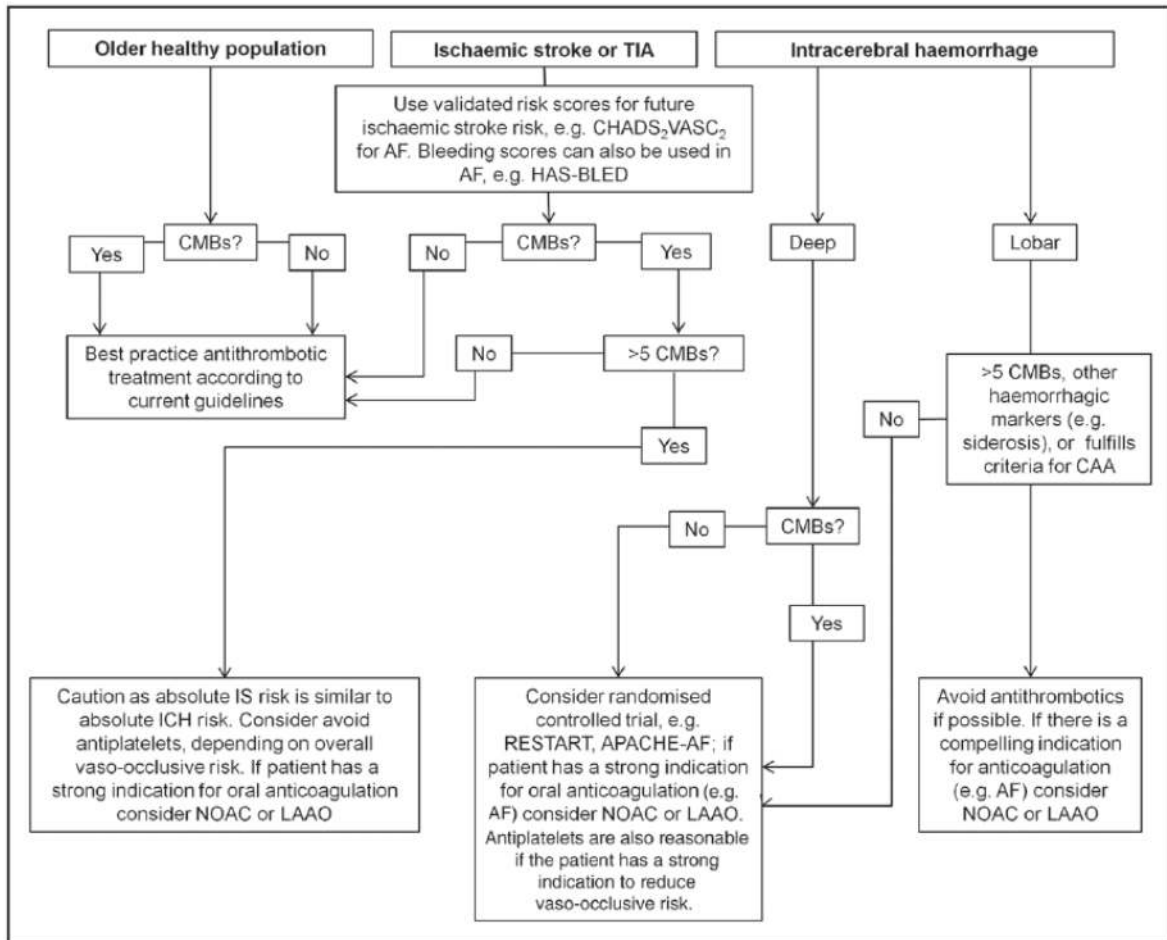 Older healthy population
Ischaemic stroke or TIA
Intracerebral haemorrhage
Use validated risk scores for future
ischaemic stroke risk, e.g. CHADS₂VASC₂
for AF. Bleeding scores can also be used in
AF, e.g. HAS-BLED
CMBs?
Yes
No
CMBs?
No
Yes
Deep
Lobar
Best practice antithrombotic
treatment according to
current guidelines
No
>5 CMBs?
Yes
>5 CMBs, other
haemorrhagic
markers (e.g.
siderosis), or fulfills
criteria for CAA
No
CMBs?
No
Yes
Caution as absolute IS risk is similar to
absolute ICH risk. Consider avoid
antiplatelets, depending on overall
vaso-occlusive risk. If patient has a
strong indication for oral anticoagulation
consider NOAC or LAAO
Consider randomised
controlled trial, e.g.
RESTART, APACHE-AF; if
patient has a strong indication
for oral anticoagulation (e.g.
AF) consider NOAC or LAAO.
Antiplatelets are also reasonable
if the patient has a strong
indication to reduce
vaso-occlusive risk.
Avoid antithrombotics
if possible. If there is a
compelling indication
for anticoagulation
(e.g. AF) consider
NOAC or LAAO